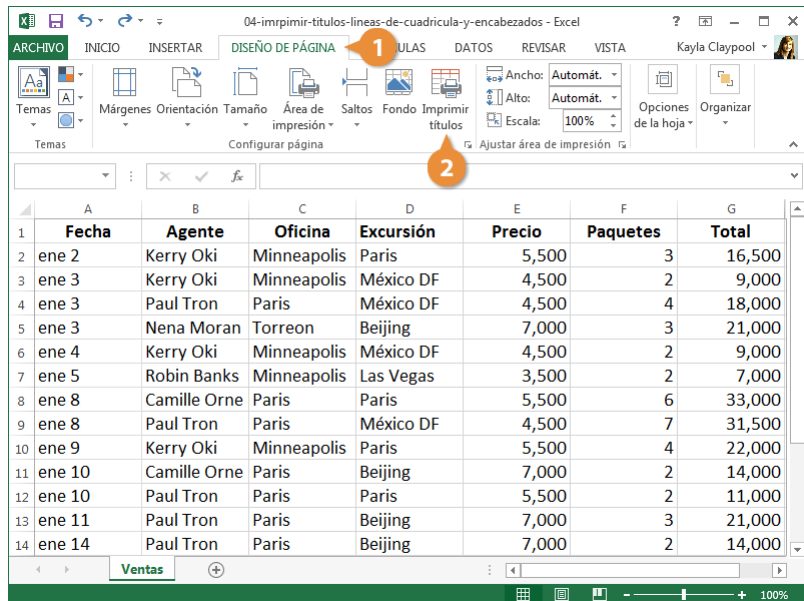 04-imrpimir-titulos-lineas-de-cuadricula-y-encabezados - Excel ?
ARCHIVO INICIO INSERTAR DISEÑO DE PÁGINA 1 ULAS DATOS REVISAR VISTA Kayla Claypool
Aa A Ancho: Automát.
Alto: Automát.
Escala: 100%
Temas Márgenes Orientación Tamaño Área de impresión Saltos Fondo Imprimir títulos Opciones de la hoja Organizar
Temas Configurar página Ajustar área de impresión
2
fx
A B C D E F G
1 Fecha Agente Oficina Excursión Precio Paquetes Total
2 ene 2 Kerry Oki Minneapolis Paris 5,500 3 16,500
3 ene 3 Kerry Oki Minneapolis México DF 4,500 2 9,000
4 ene 3 Paul Tron Paris México DF 4,500 4 18,000
5 ene 3 Nena Moran Torreon Beijing 7,000 3 21,000
6 ene 4 Kerry Oki Minneapolis México DF 4,500 2 9,000
7 ene 5 Robin Banks Minneapolis Las Vegas 3,500 2 7,000
8 ene 8 Camille Orne Paris Paris 5,500 6 33,000
9 ene 8 Paul Tron Paris México DF 4,500 7 31,500
10 ene 9 Kerry Oki Minneapolis Paris 5,500 4 22,000
11 ene 10 Camille Orne Paris Beijing 7,000 2 14,000
12 ene 10 Paul Tron Paris Paris 5,500 2 11,000
13 ene 11 Paul Tron Paris Beijing 7,000 3 21,000
14 ene 14 Paul Tron Paris Beijing 7,000 2 14,000
Ventas
100%